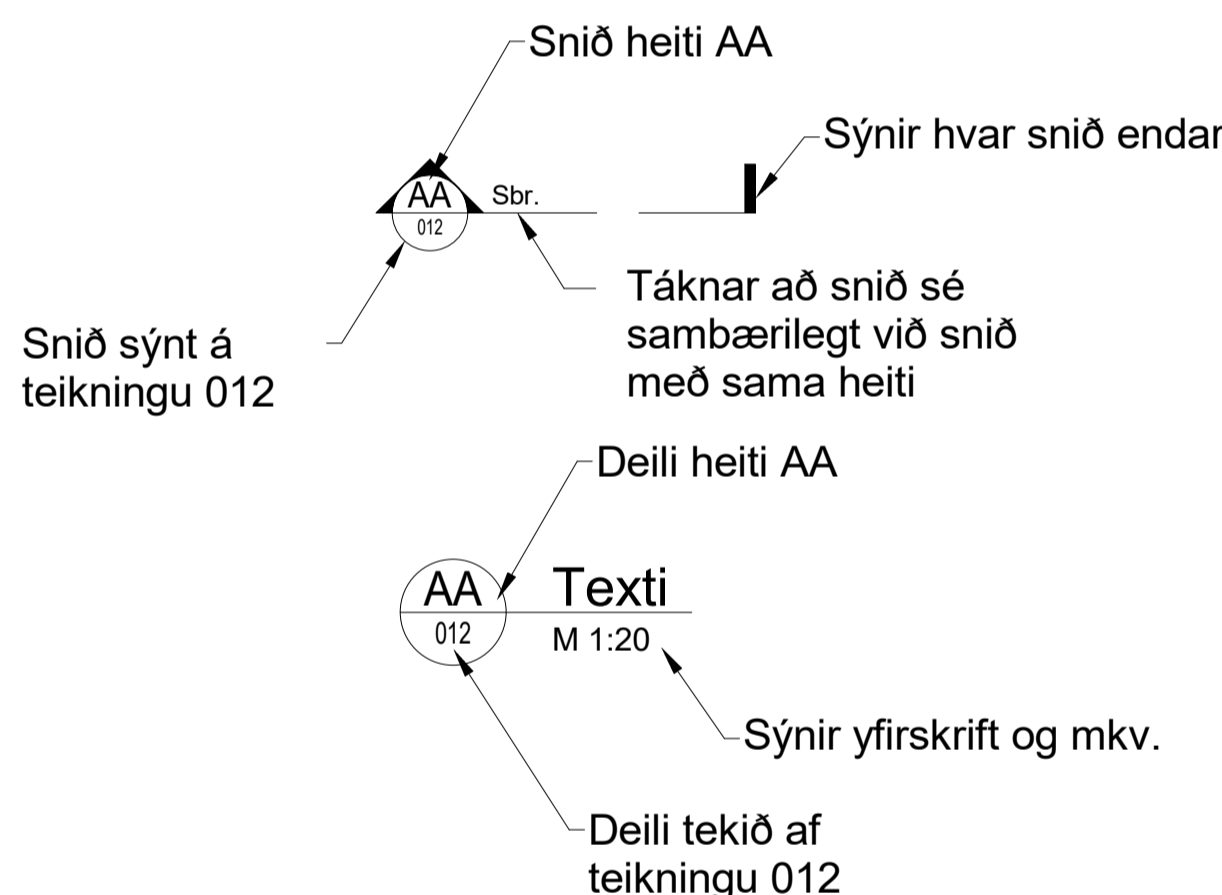 Snið heiti AA
Sýnir hvar snið endar
AA
Sbr.
012
Táknar að snið sé
sambærilegt við snið
með sama heiti
Snið sýnt á
teikningu 012
Deili heiti AA
AA
Texti
012
M 1:20
Sýnir yfirskrift og mkv.
Deili tekið af
teikningu 012